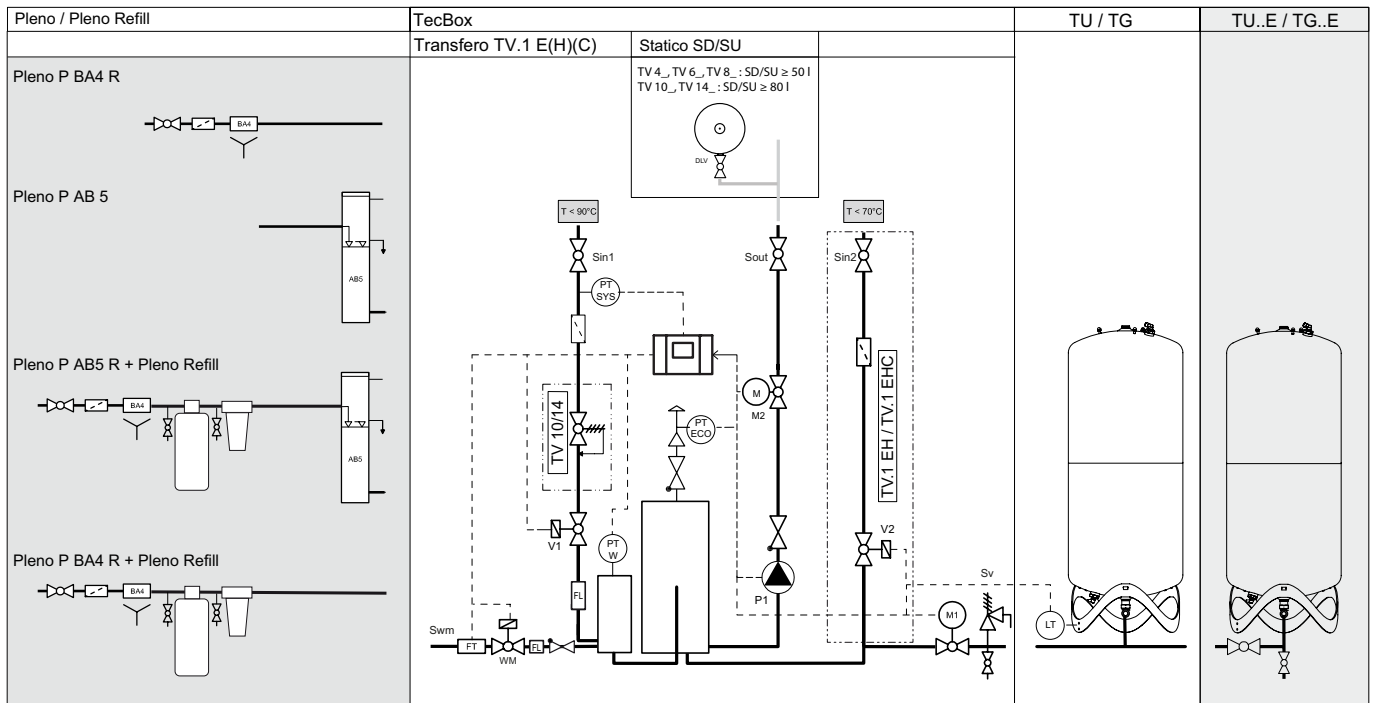 Pleno / Pleno Refill
TecBox
TU / TG
TU..E / TG..E
Transfero TV.1 E(H)(C)
Statico SD/SU
Pleno P BA4 R
BA4
TV 4_, TV 6_, TV 8_ : SD/SU ≥ 50 l
TV 10_, TV 14_ : SD/SU ≥ 80 l
DLV
Pleno P AB 5
AB5
T < 90°C
T < 70°C
Sin1
Sout
Sin2
PT
SYS
Pleno P AB5 R + Pleno Refill
BA4
AB5
TV 10/14
M
M2
PT
ECO
TV.1 EH / TV.1 EHC
V1
V2
PT
W
Pleno P BA4 R + Pleno Refill
BA4
FL
P1
Sv
Swm
FT
WM
FL
M1
LT